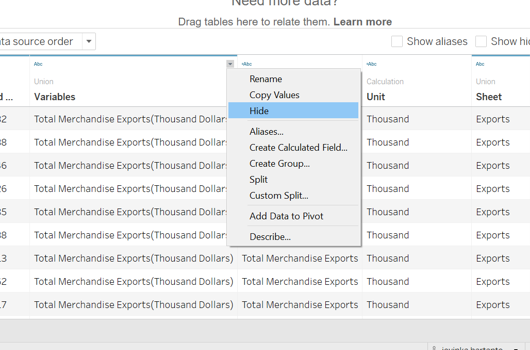 Need more data?
Drag tables here to relate them. Learn more
ata source order
Show aliases
Show hi
Abc
Abc
Abc
Abc
Union
Calculation
Union
d ...
Variables
Unit
Sheet
Rename
Copy Values
Hide
Aliases...
Create Calculated Field...
Create Group...
Split
Custom Split...
Add Data to Pivot
Describe...
32 Total Merchandise Exports(Thousand Dollars Thousand Exports
38 Total Merchandise Exports(Thousand Dollars Thousand Exports
46 Total Merchandise Exports(Thousand Dollars Thousand Exports
26 Total Merchandise Exports(Thousand Dollars Thousand Exports
35 Total Merchandise Exports(Thousand Dollars Thousand Exports
38 Total Merchandise Exports(Thousand Dollars Thousand Exports
13 Total Merchandise Exports(Thousand Dollars) Total Merchandise Exports Thousand Exports
52 Total Merchandise Exports(Thousand Dollars) Total Merchandise Exports Thousand Exports
17 Total Merchandise Exports(Thousand Dollars) Total Merchandise Exports Thousand Exports